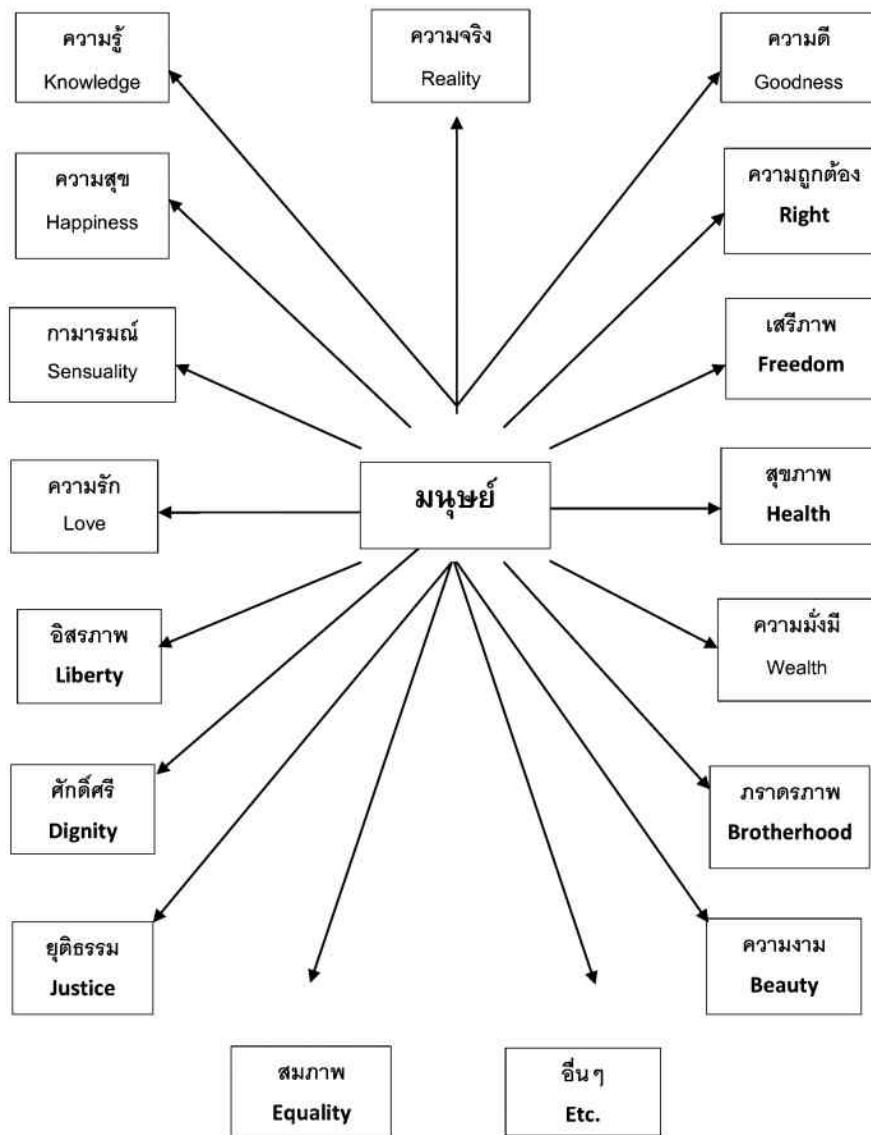 ความรู้
Knowledge
ความจริง
Reality
ความดี
Goodness
ความสุข
Happiness
ความถูกต้อง
Right
กามารมณ์
Sensuality
เสรีภาพ
Freedom
มนุษย์
ความรัก
Love
สุขภาพ
Health
อิสรภาพ
Liberty
ความมั่งมี
Wealth
ศักดิ์ศรี
Dignity
ภราดรภาพ
Brotherhood
ยุติธรรม
Justice
ความงาม
Beauty
สมภาพ
Equality
อื่นๆ
Etc.